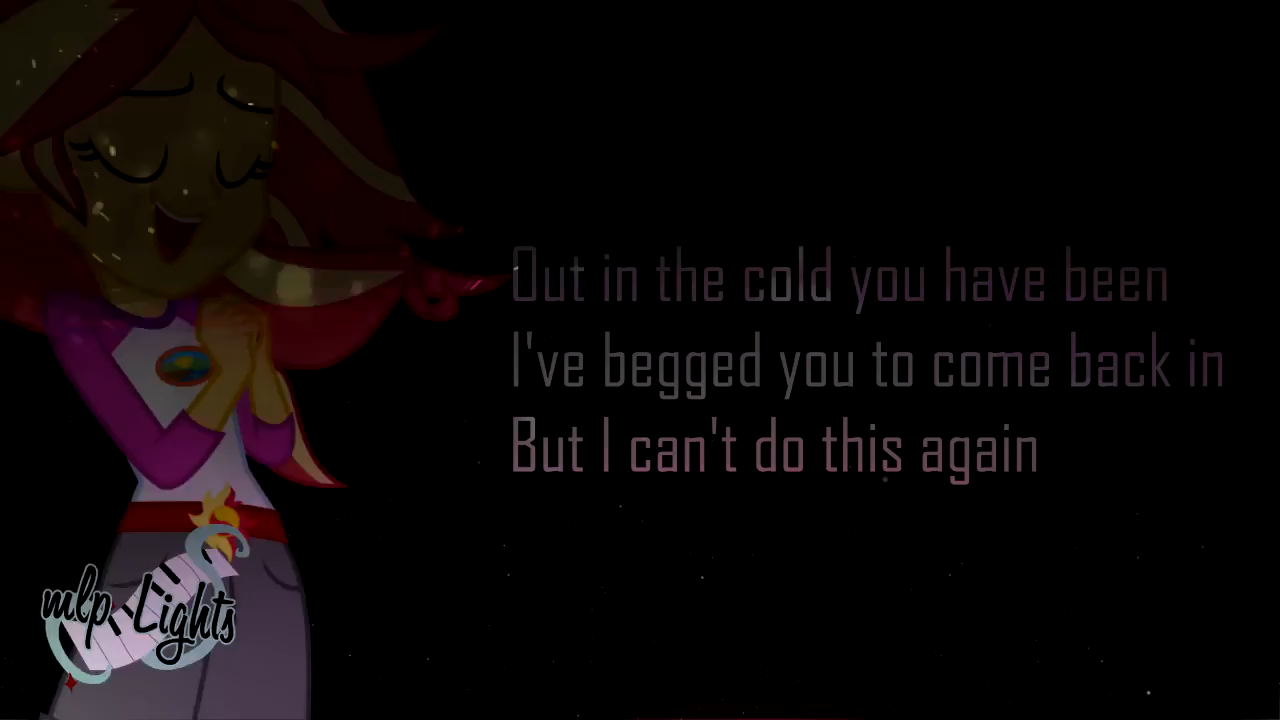 Out in the cold you have been
I've begged you to come back in
But I can't do this again
mlp Lights